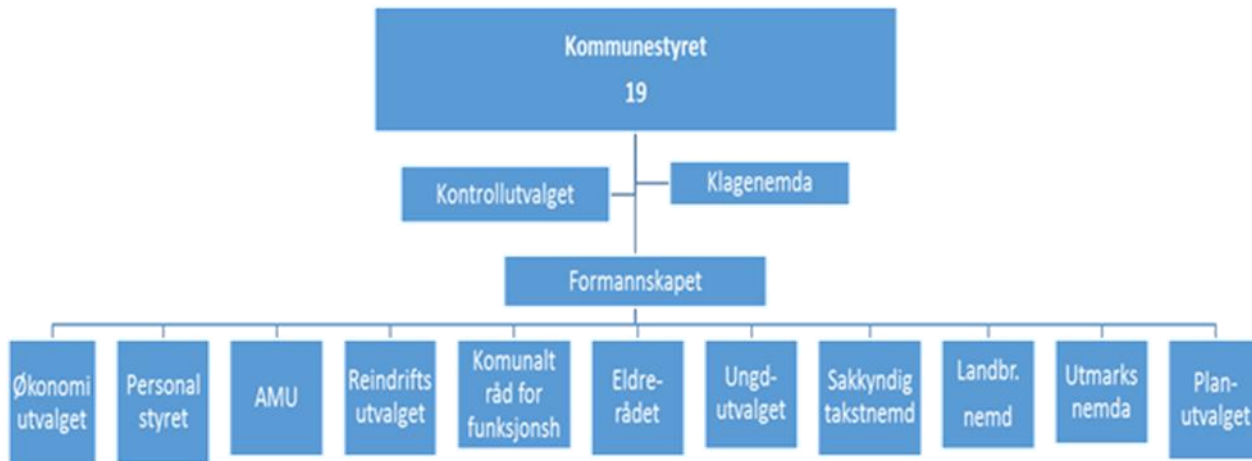 Kommunestyret
19
Klagenemda
Kontrollutvalget
Formannskapet
Økonomi
utvalget
Personal
styret
AMU
Reindrifts
utvalget
Komunalt
råd for
funksjonsh
Eldre-
rådet
Ungd-
utvalget
Sakkyndig
takstnemd
Landbr.
nemd
Utmarks
nemda
Plan-
utvalget